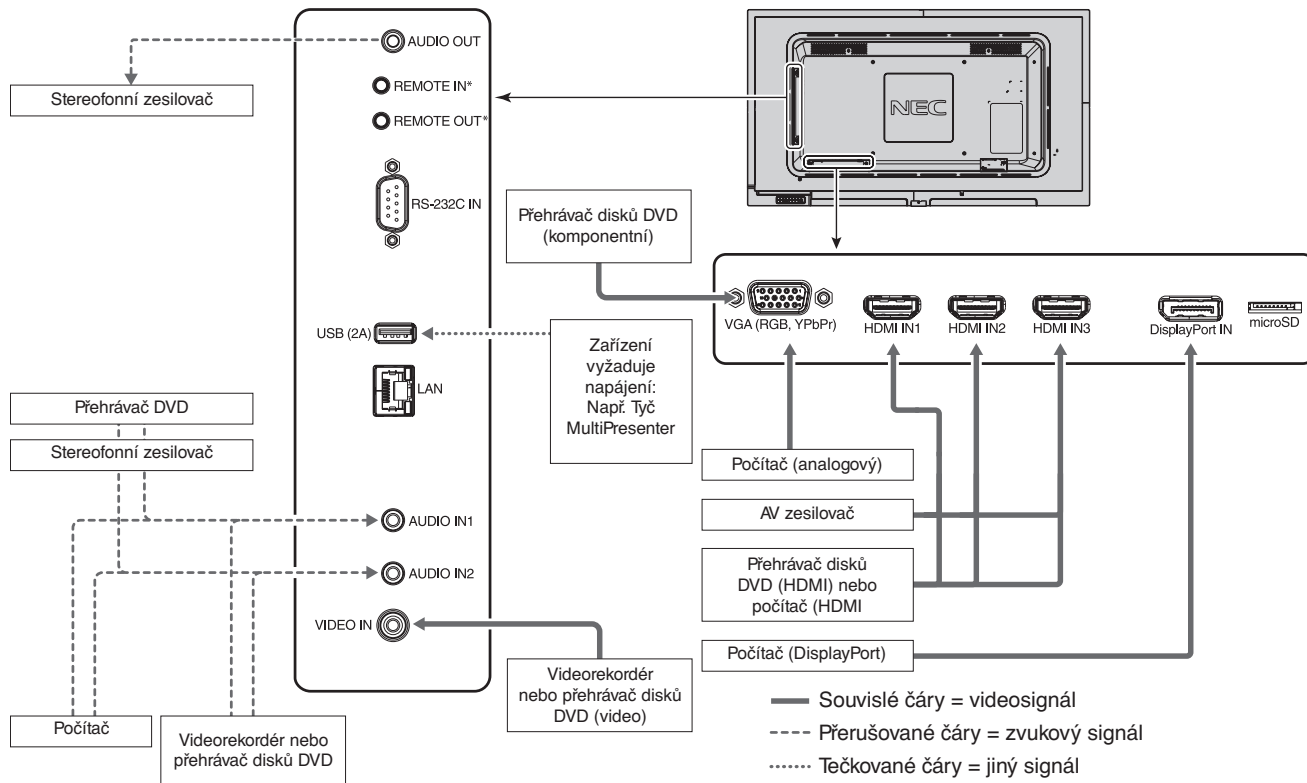 AUDIO OUT
REMOTE IN*
REMOTE OUT*
Stereofonní zesilovač
NEC
RS-232C IN
Přehrávač disků DVD
(komponentní)
VGA (RGB, YPbPr)
HDMI IN1
HDMI IN2
HDMI IN3
DisplayPort IN
microSD
USB (2A)
LAN
Zařízení
vyžaduje
napájení:
Např. Tyč
MultiPresenter
Přehrávač DVD
Stereofonní zesilovač
Počítač (analogový)
AV zesilovač
Přehrávač disků
DVD (HDMI) nebo
počítač (HDMI
Počítač (DisplayPort)
AUDIO IN1
AUDIO IN2
VIDEO IN
Videorekordér
nebo přehrávač disků
DVD (video)
Počítač
Videorekordér nebo
přehrávač disků DVD
Souvislé čáry = videosignál
Přerušované čáry = zvukový signál
Tečkované čáry = jiný signál